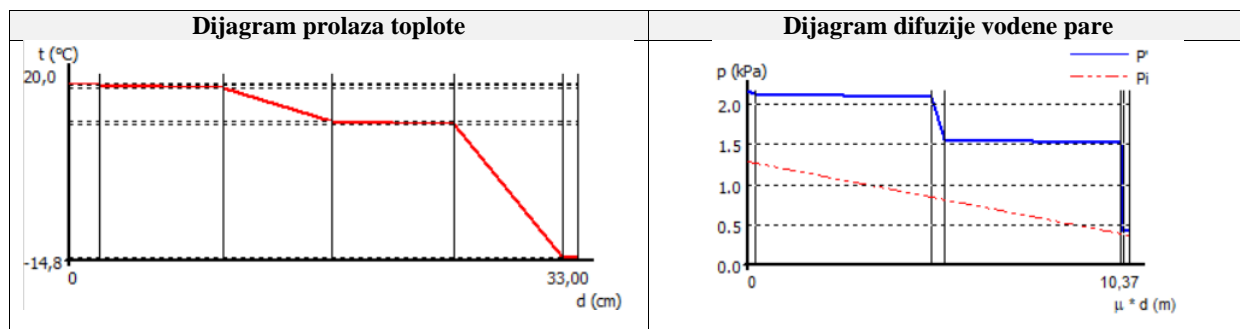 Dijagram prolaza toplote
t (°C)
20,0
-14,8
0
33,00
d (cm)
Dijagram difuzije vodene pare
p (kPa)
P'
Pi
2.0
1.5
1.0
0.5
0.0
0
10,37
μ * d (m)